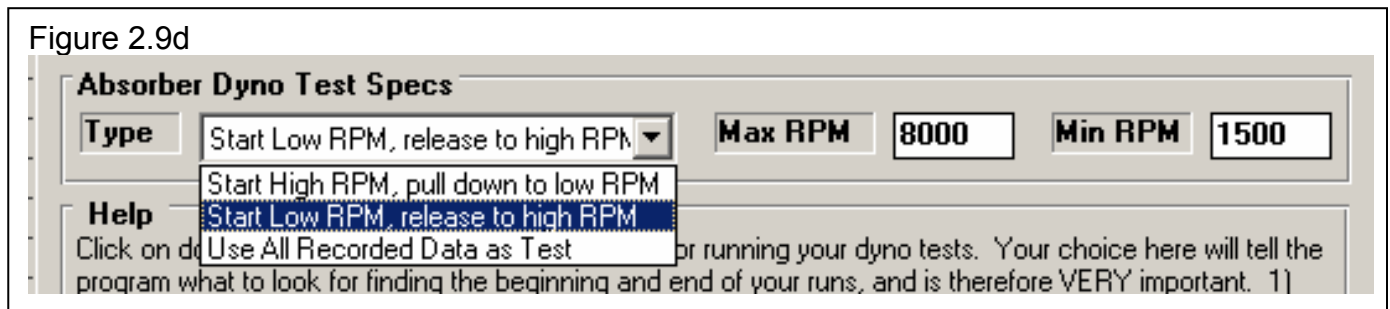 Figure 2.9d
Absorber Dyno Test Specs
Type Start Low RPM, release to high RPM Max RPM 8000 Min RPM 1500
Start High RPM, pull down to low RPM
Start Low RPM, release to high RPM
Use All Recorded Data as Test
Help
Click on or running your dyno tests. Your choice here will tell the
program what to look for finding the beginning and end of your runs, and is therefore VERY important. 1)